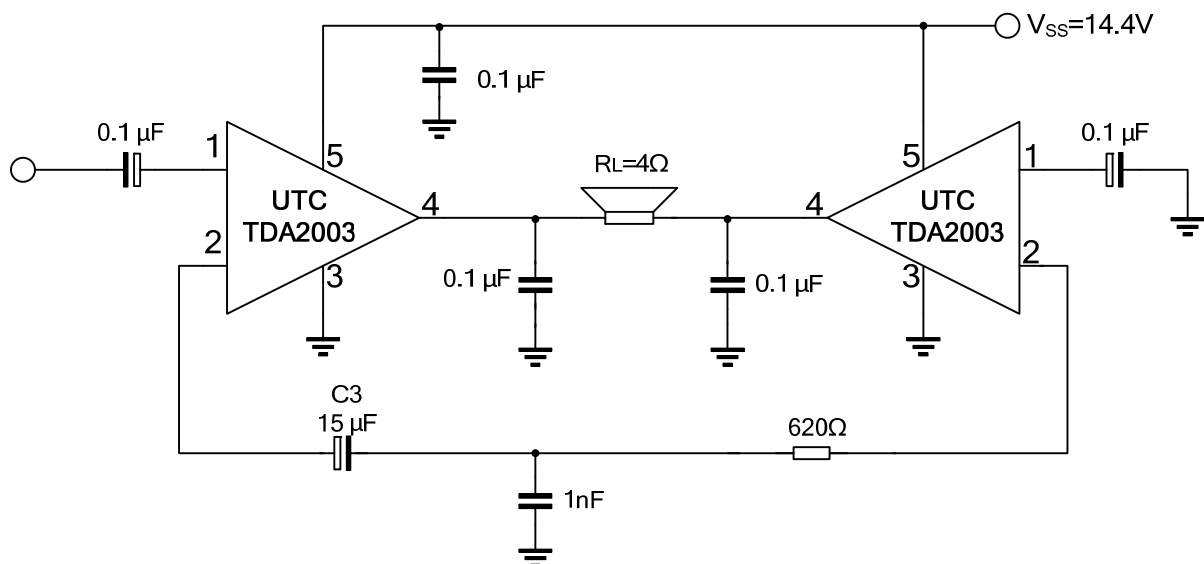 VSS=14.4V
0.1 µF
0.1 µF
1
5
UTC
TDA2003
4
2
3
RL=4Ω
5
1
0.1 µF
UTC
TDA2003
4
2
3
0.1 µF
0.1 µF
C3
15 µF
620Ω
1nF